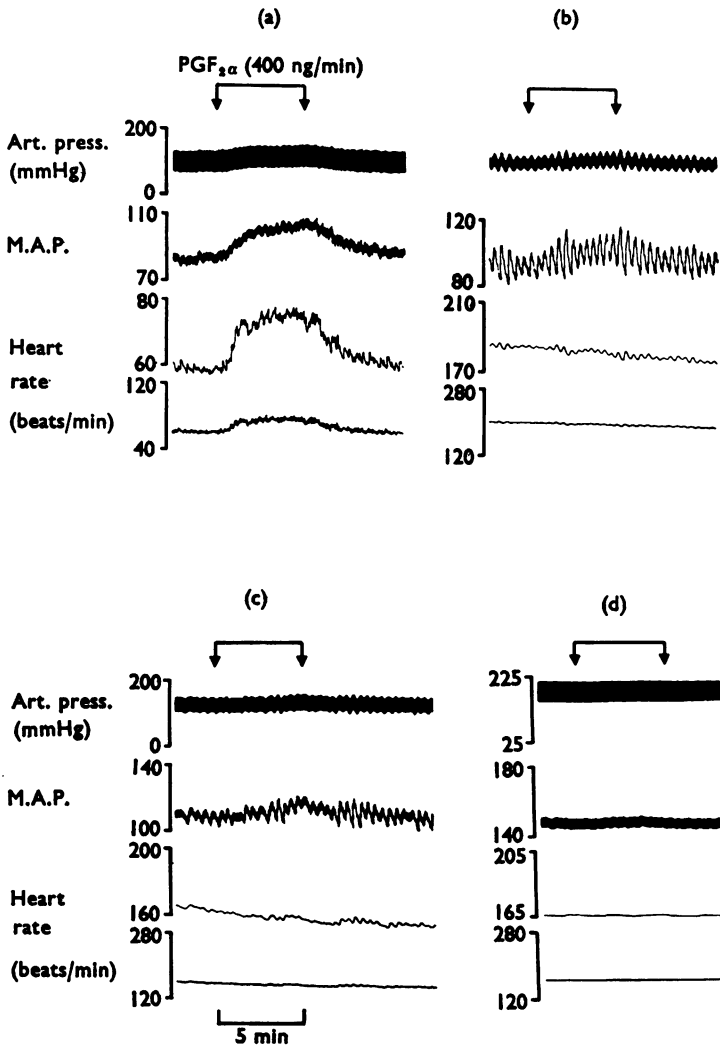 (a)
(b)
PGF2α (400 ng/min)
Art. press.
(mmHg)
200
0
M.A.P.
110
70
120
80
Heart
rate
(beats/min)
80
60
120
40
210
170
280
120
(c)
(d)
Art. press.
(mmHg)
200
0
225
25
M.A.P.
140
100
180
140
Heart
rate
(beats/min)
200
160
280
120
205
165
280
120
5 min